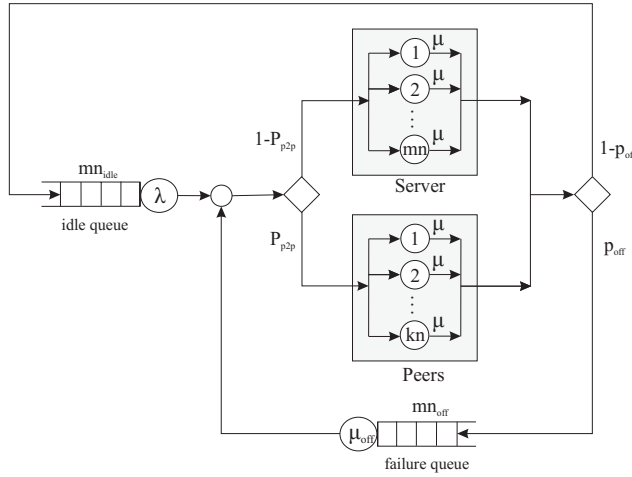 1
μ
2
μ
⋮
mn
μ
Server
1-P_p2p
1-p_of
mn_idle
λ
idle queue
P_p2p
p_off
1
μ
2
μ
⋮
kn
μ
Peers
mn_off
μ_off
failure queue